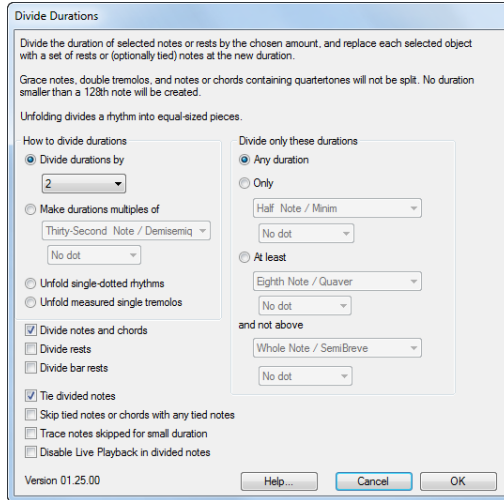 Divide Durations
Divide the duration of selected notes or rests by the chosen amount, and replace each selected object
with a set of rests or (optionally tied) notes at the new duration.
Grace notes, double tremolos, and notes or chords containing quartertones will not be split. No duration
smaller than a 128th note will be created.
Unfolding divides a rhythm into equal-sized pieces.
How to divide durations
Divide durations by
2
Make durations multiples of
Thirty-Second Note / Demisemiq
No dot
Unfold single-dotted rhythms
Unfold measured single tremolos
Divide notes and chords
Divide rests
Divide bar rests
Tie divided notes
Skip tied notes or chords with any tied notes
Trace notes skipped for small duration
Disable Live Playback in divided notes
Divide only these durations
Any duration
Only
Half Note / Minim
No dot
At least
Eighth Note / Quaver
No dot
and not above
Whole Note / SemiBreve
No dot
Version 01.25.00
Help...
Cancel
OK